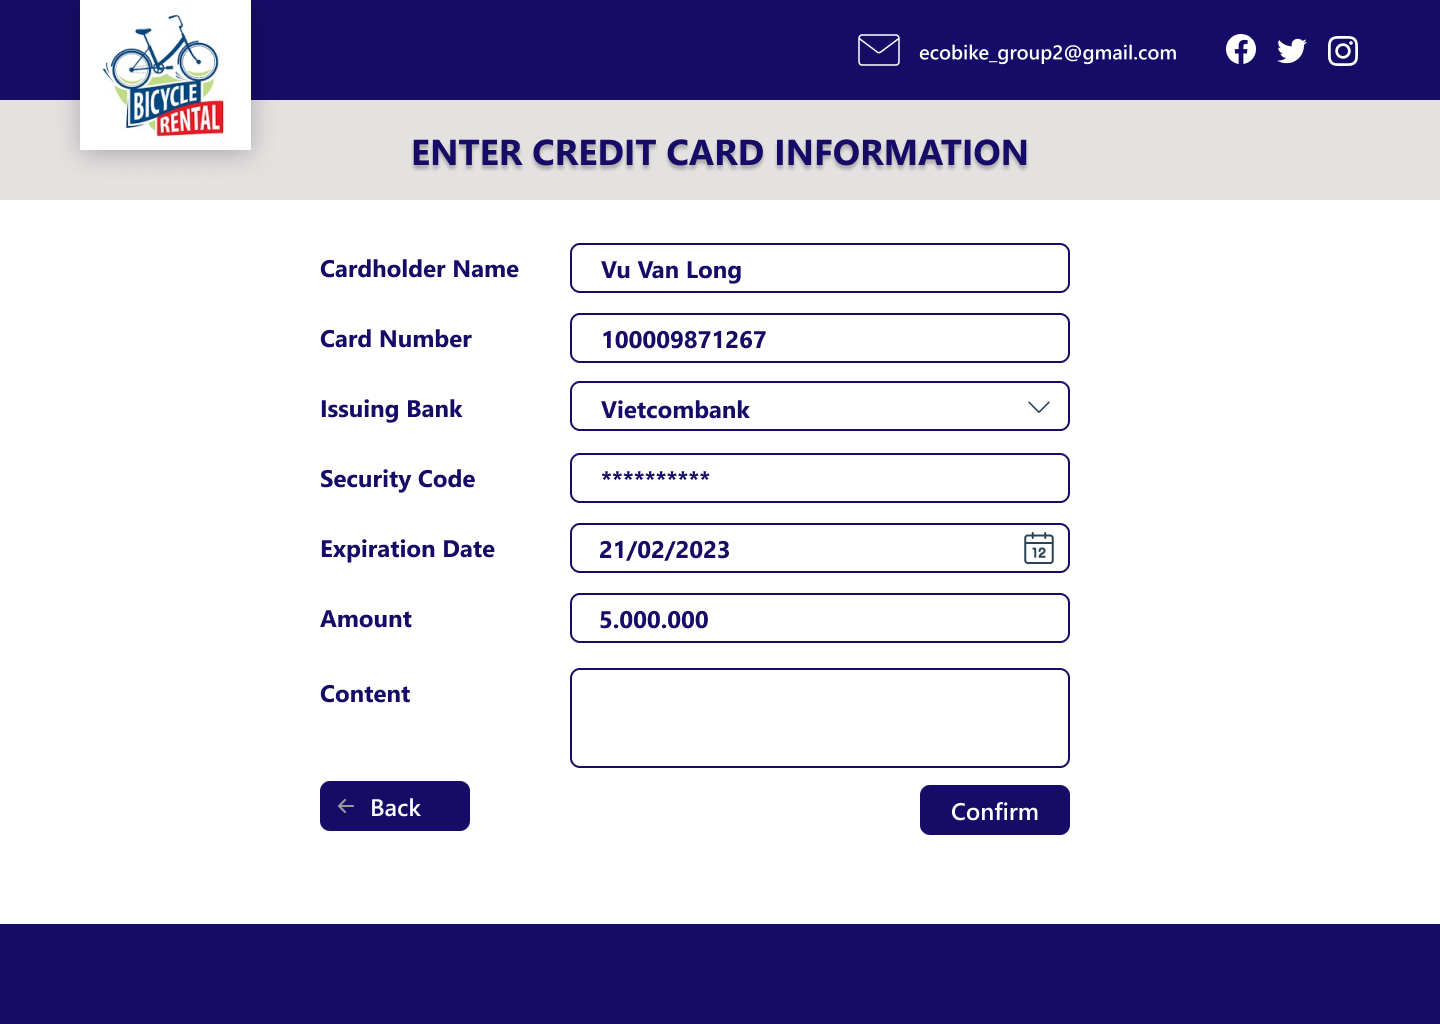 BICYCLE
RENTAL
ecobike_group2@gmail.com
ENTER CREDIT CARD INFORMATION
Cardholder Name
Vu Van Long
Card Number
100009871267
Issuing Bank
Vietcombank
Security Code
**********
Expiration Date
21/02/2023
12
Amount
5.000.000
Content
Back
Confirm